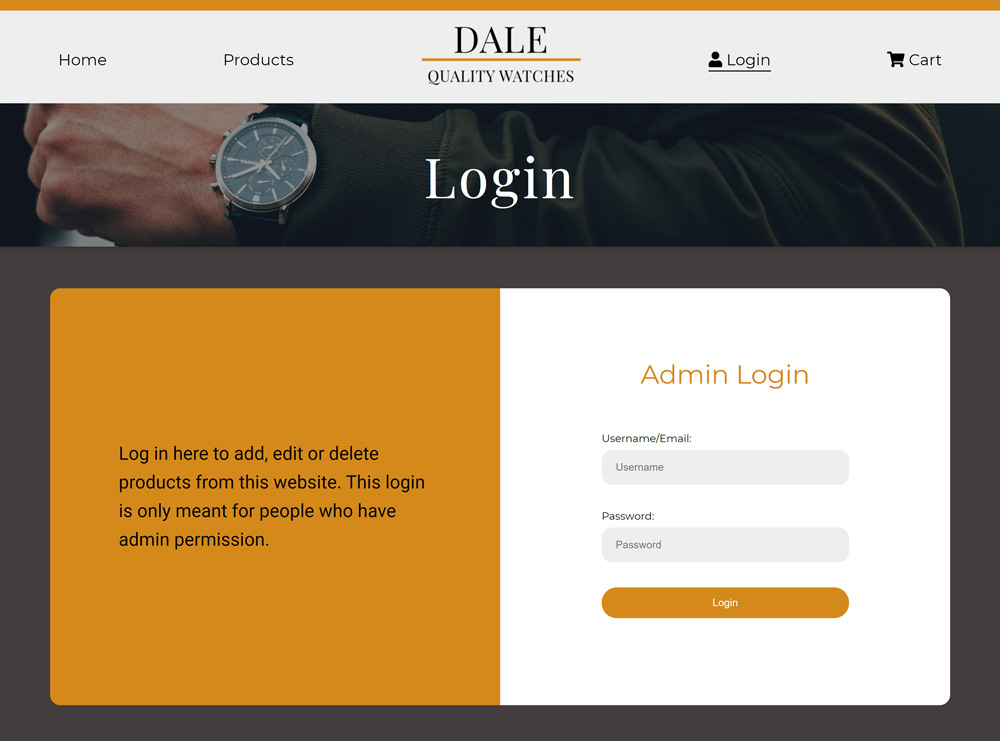 Home
Products
DALE
QUALITY WATCHES
Login
Cart
Login
Log in here to add, edit or delete
products from this website. This login
is only meant for people who have
admin permission.
Admin Login
Username/Email:
Username
Password:
Password
Login